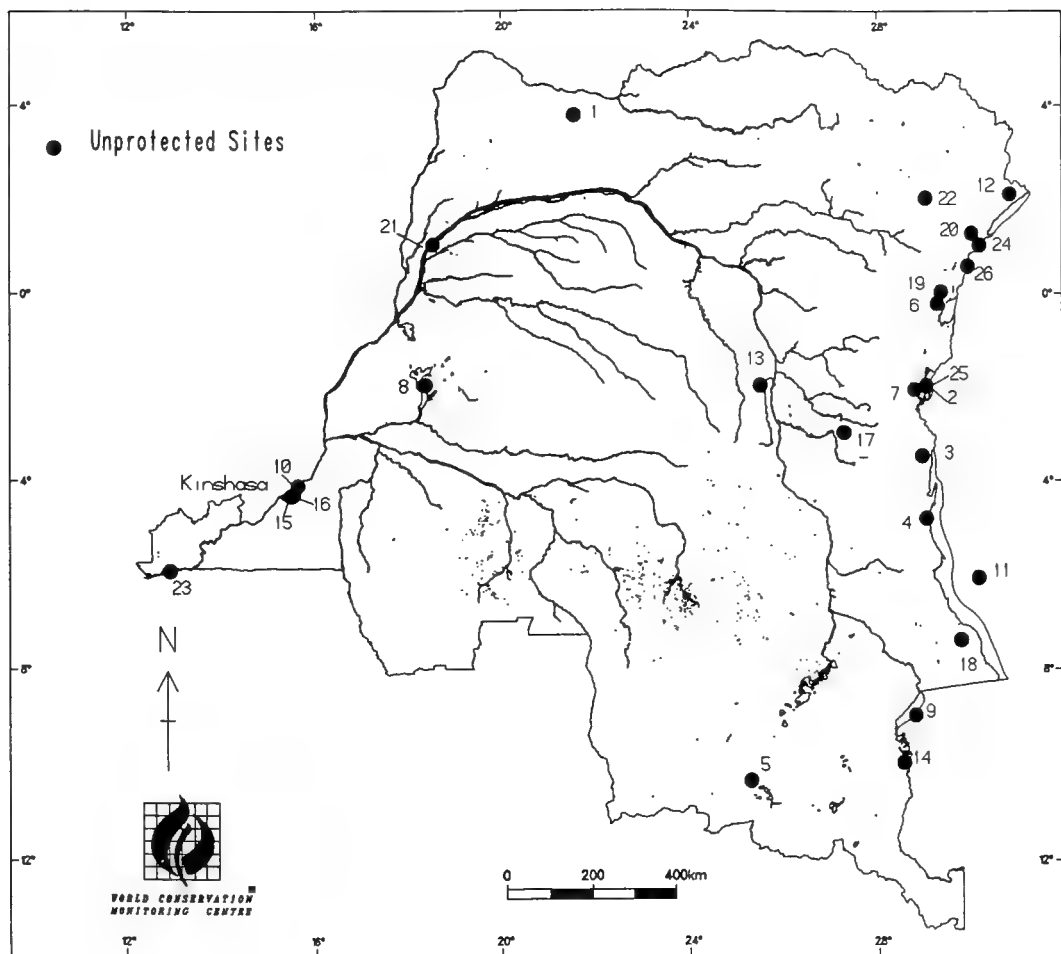 12° 16° 20° 24° 28°
4° 4°
1
Unprotected Sites
12
22
20
21 24
26
0° 19 0°
6
13 25
8 7 2
17
3
4° Kinshasa 10 4°
15 16
4
23 11
N
18
8° 8°
9
5 14
12° 12°
0 200 400km
WORLD CONSERVATION
MONITORING CENTRE
12° 16° 20° 24° 28°